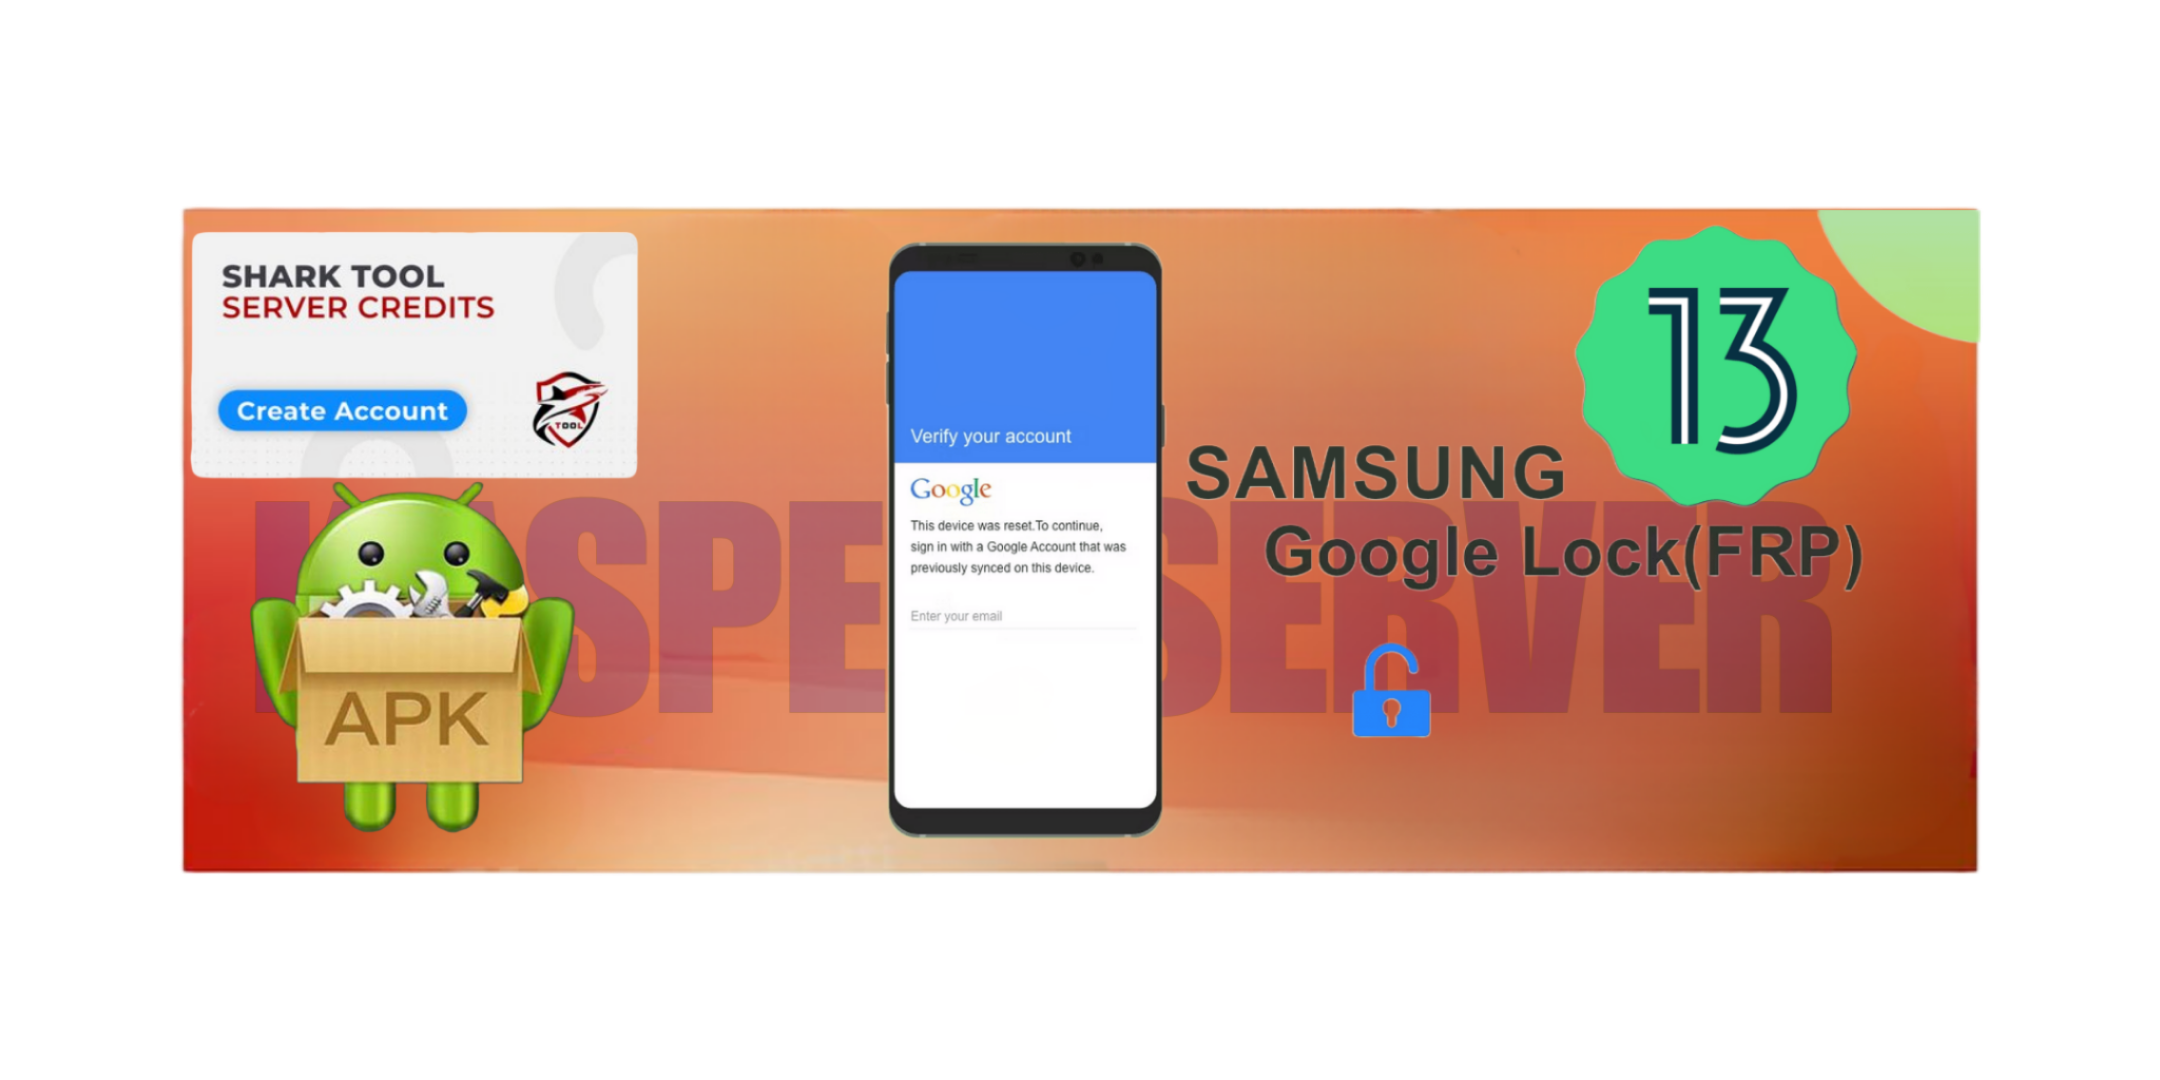 SHARK TOOL
SERVER CREDITS
Create Account
TOOL
APK
Verify your account
Google
This device was reset.To continue,
sign in with a Google Account that was
previously synced on this device.
Enter your email
13
SAMSUNG
Google Lock(FRP)
SERVER